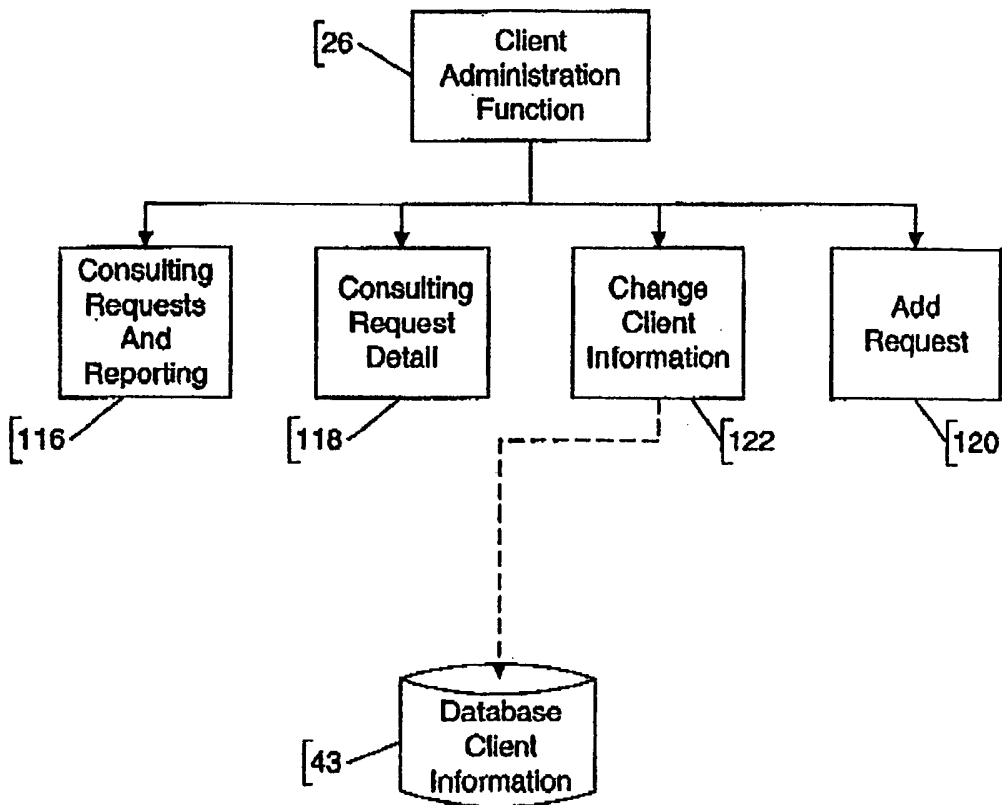 [26
Client
Administration
Function
Consulting
Requests
And
Reporting
Consulting
Request
Detail
Change
Client
Information
Add
Request
[116
[118
[122
[120
Database
Client
Information
[43